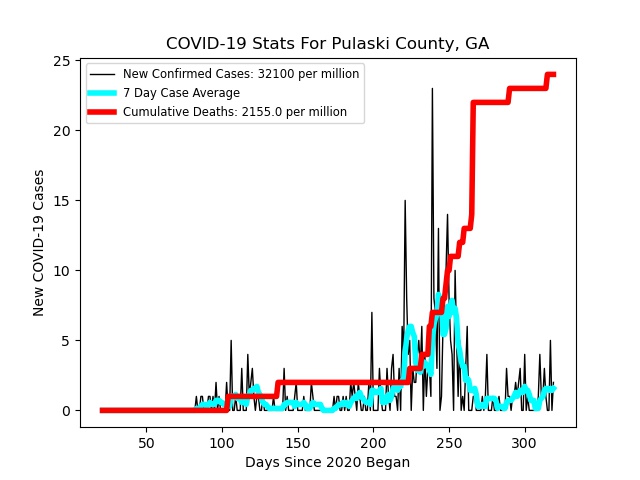 COVID-19 Stats For Pulaski County, GA
New Confirmed Cases: 32100 per million
7 Day Case Average
Cumulative Deaths: 2155.0 per million
New COVID-19 Cases
25
20
15
10
5
0
50 100 150 200 250 300
Days Since 2020 Began